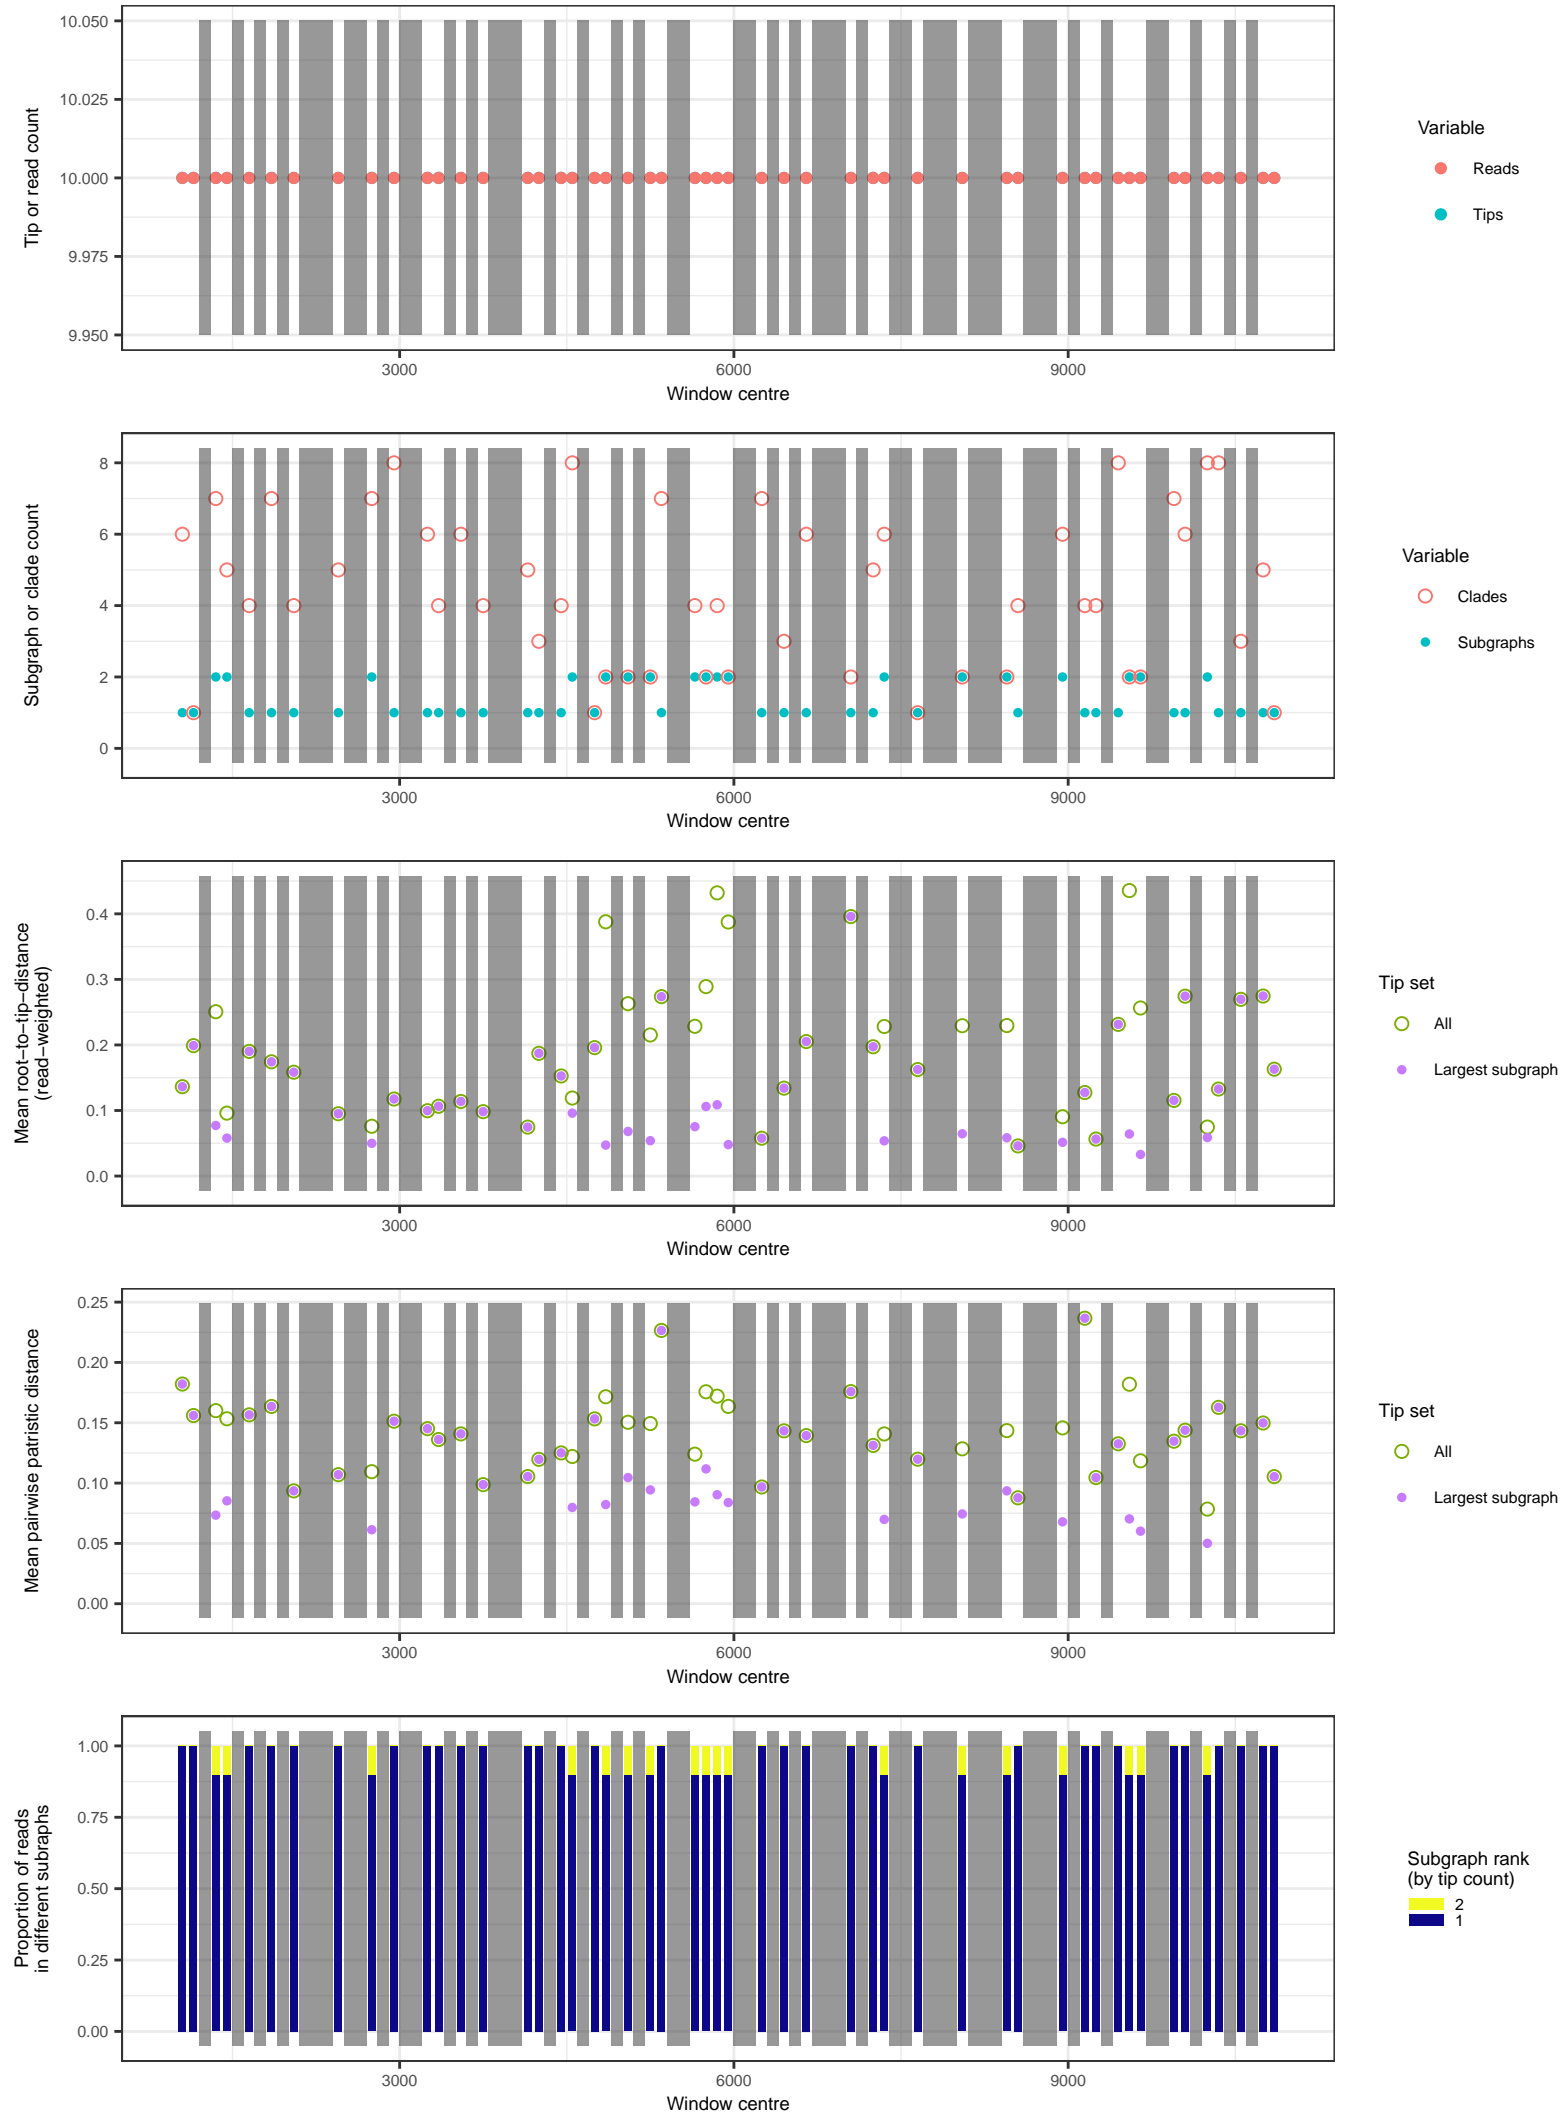 10.050
10.025
10.000
9.975
9.950
Tip or read count
3000 6000 9000
Window centre
Variable
Reads
Tips
8
6
4
2
0
Subgraph or clade count
3000 6000 9000
Window centre
Variable
Clades
Subgraphs
0.4
0.3
0.2
0.1
0.0
Mean root−to−tip−distance
(read−weighted)
3000 6000 9000
Window centre
Tip set
All
Largest subgraph
0.25
0.20
0.15
0.10
0.05
0.00
Mean pairwise patristic distance
3000 6000 9000
Window centre
Tip set
All
Largest subgraph
1.00
0.75
0.50
0.25
0.00
Proportion of reads
in different subraphs
3000 6000 9000
Window centre
Subgraph rank
(by tip count)
2
1